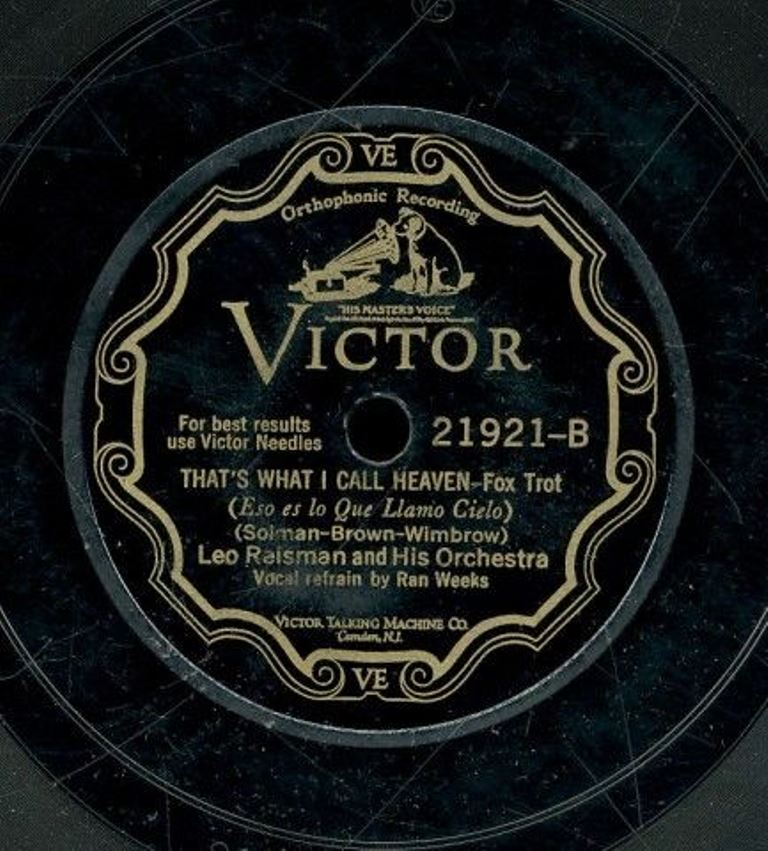 VE
VE
Orthophonic Recording
"HIS MASTER'S VOICE"
VICTOR
For best results
use Victor Needles
21921-B
THAT'S WHAT I CALL HEAVEN-Fox Trot
(Eso es lo Que Llamo Cielo)
(Solman-Brown-Wimbrow)
Leo Reisman and His Orchestra
Vocal refrain by Ran Weeks
VICTOR TALKING MACHINE CO.
Camden, N.J.
VE